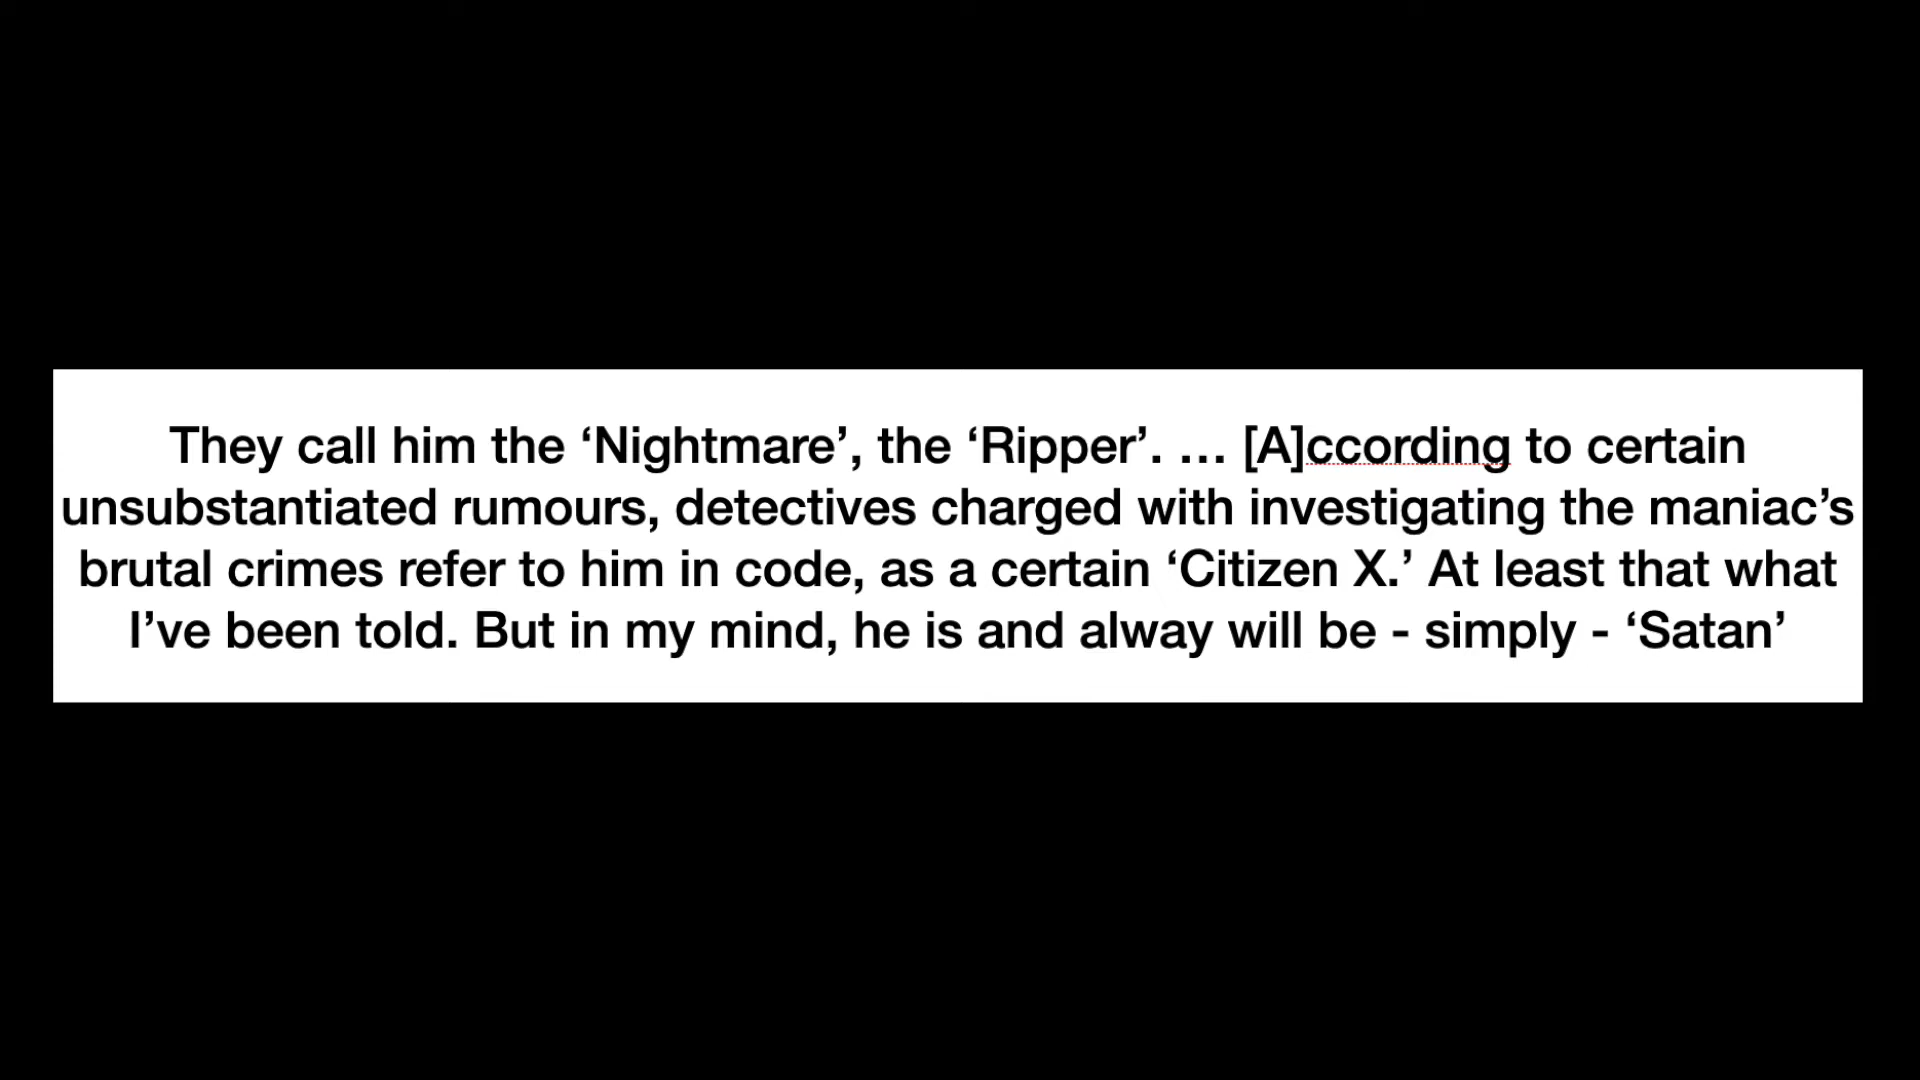 They call him the ‘Nightmare’, the ‘Ripper’. … [A]ccording to certain
unsubstantiated rumours, detectives charged with investigating the maniac’s
brutal crimes refer to him in code, as a certain ‘Citizen X.’ At least that what
I’ve been told. But in my mind, he is and alway will be - simply - ‘Satan’